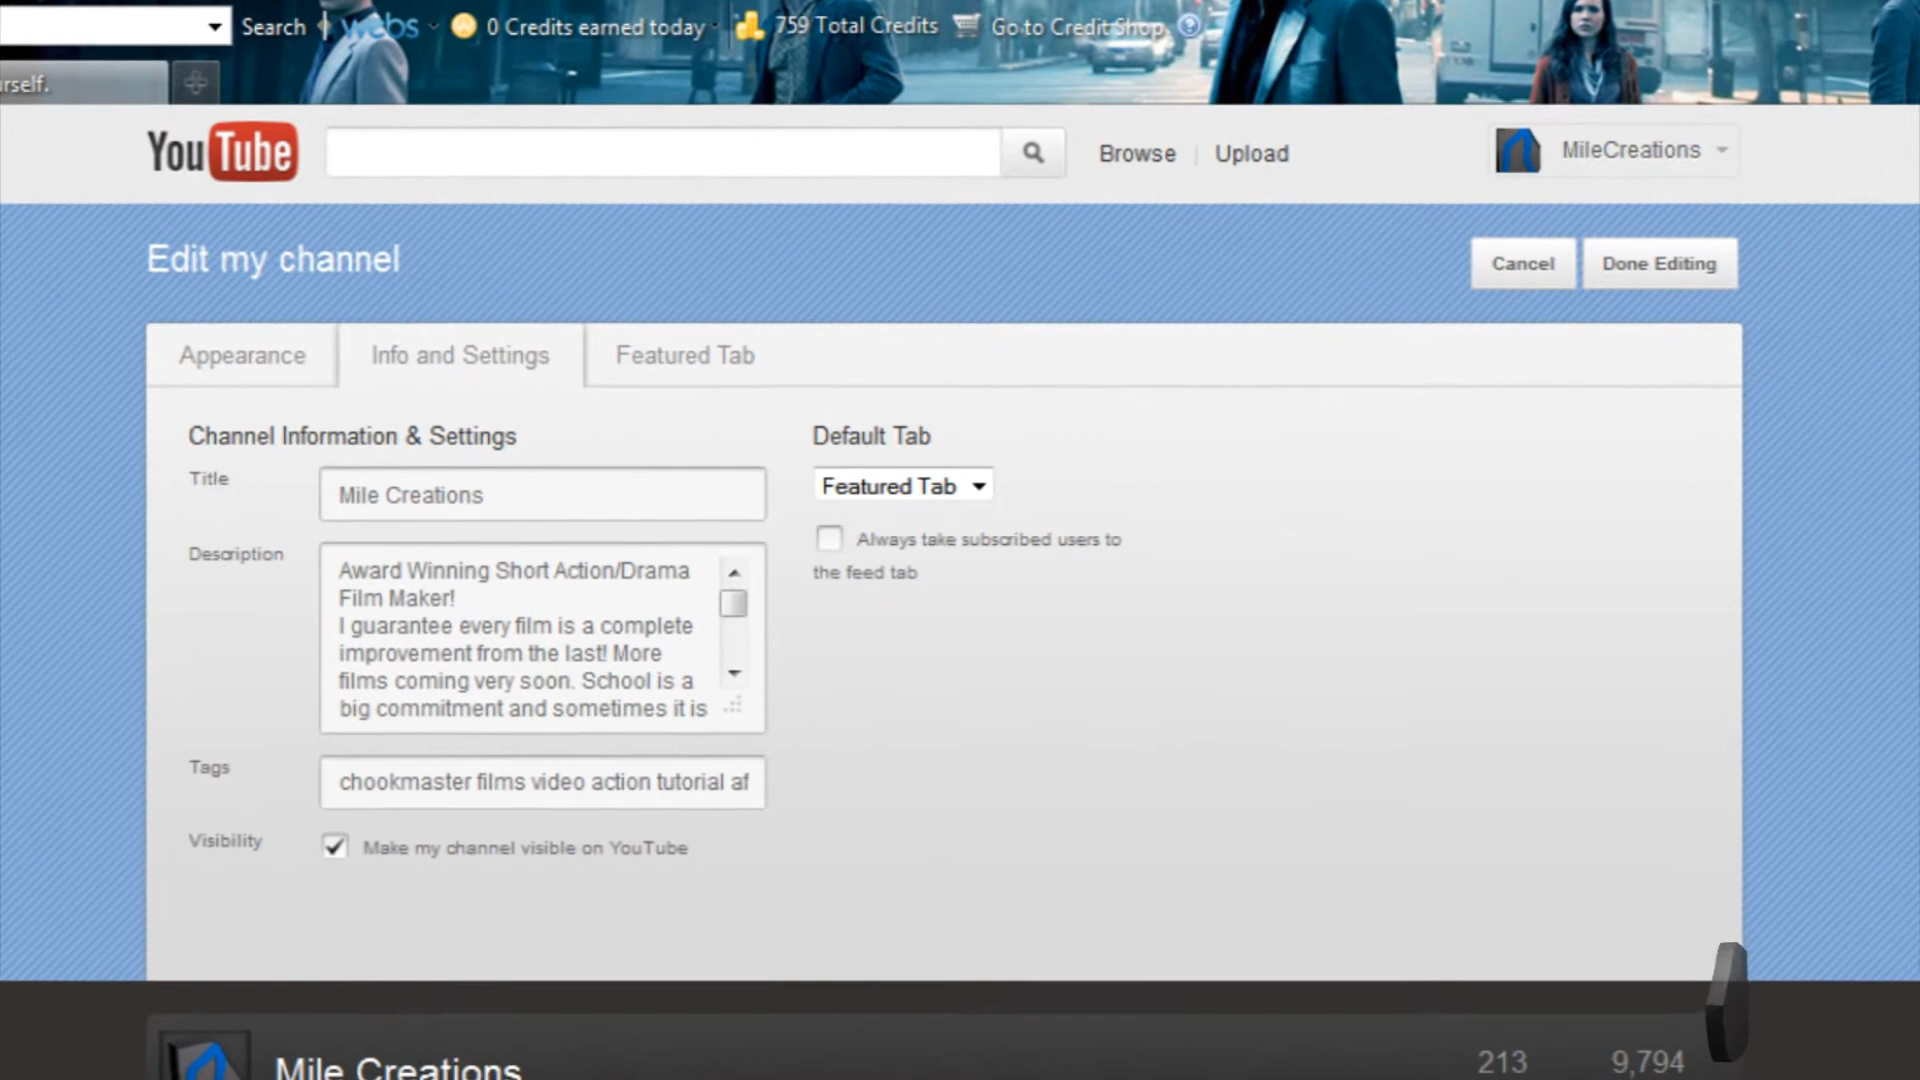 Search webs 0 Credits earned today 759 Total Credits Go to Credit Shop ?
urself.
YouTube Browse Upload MileCreations
Edit my channel
Cancel Done Editing
Appearance Info and Settings Featured Tab
Channel Information & Settings
Title
Mile Creations
Description
Award Winning Short Action/Drama
Film Maker!
I guarantee every film is a complete
improvement from the last! More
films coming very soon. School is a
big commitment and sometimes it is
Tags
chookmaster films video action tutorial af
Visibility
Make my channel visible on YouTube
Default Tab
Featured Tab
Always take subscribed users to
the feed tab
Mile Creations
213 9,794